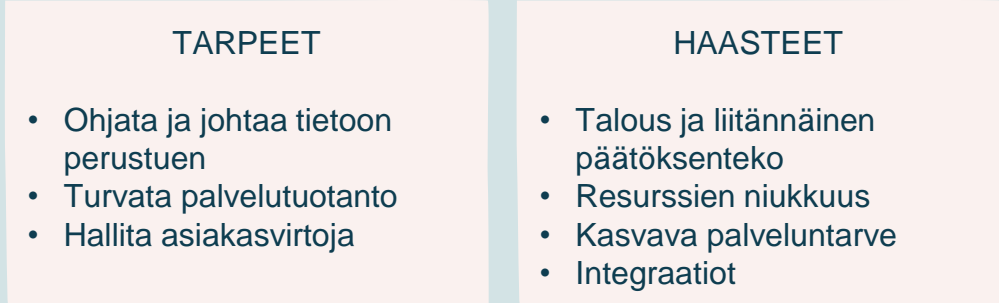 TARPEET
• Ohjata ja johtaa tietoon
perustuen
• Turvata palvelutuotanto
• Hallita asiakasvirtoja
HAASTEET
• Talous ja liitännäinen
päätöksenteko
• Resurssien niukkuus
• Kasvava palveluntarve
• Integraatiot